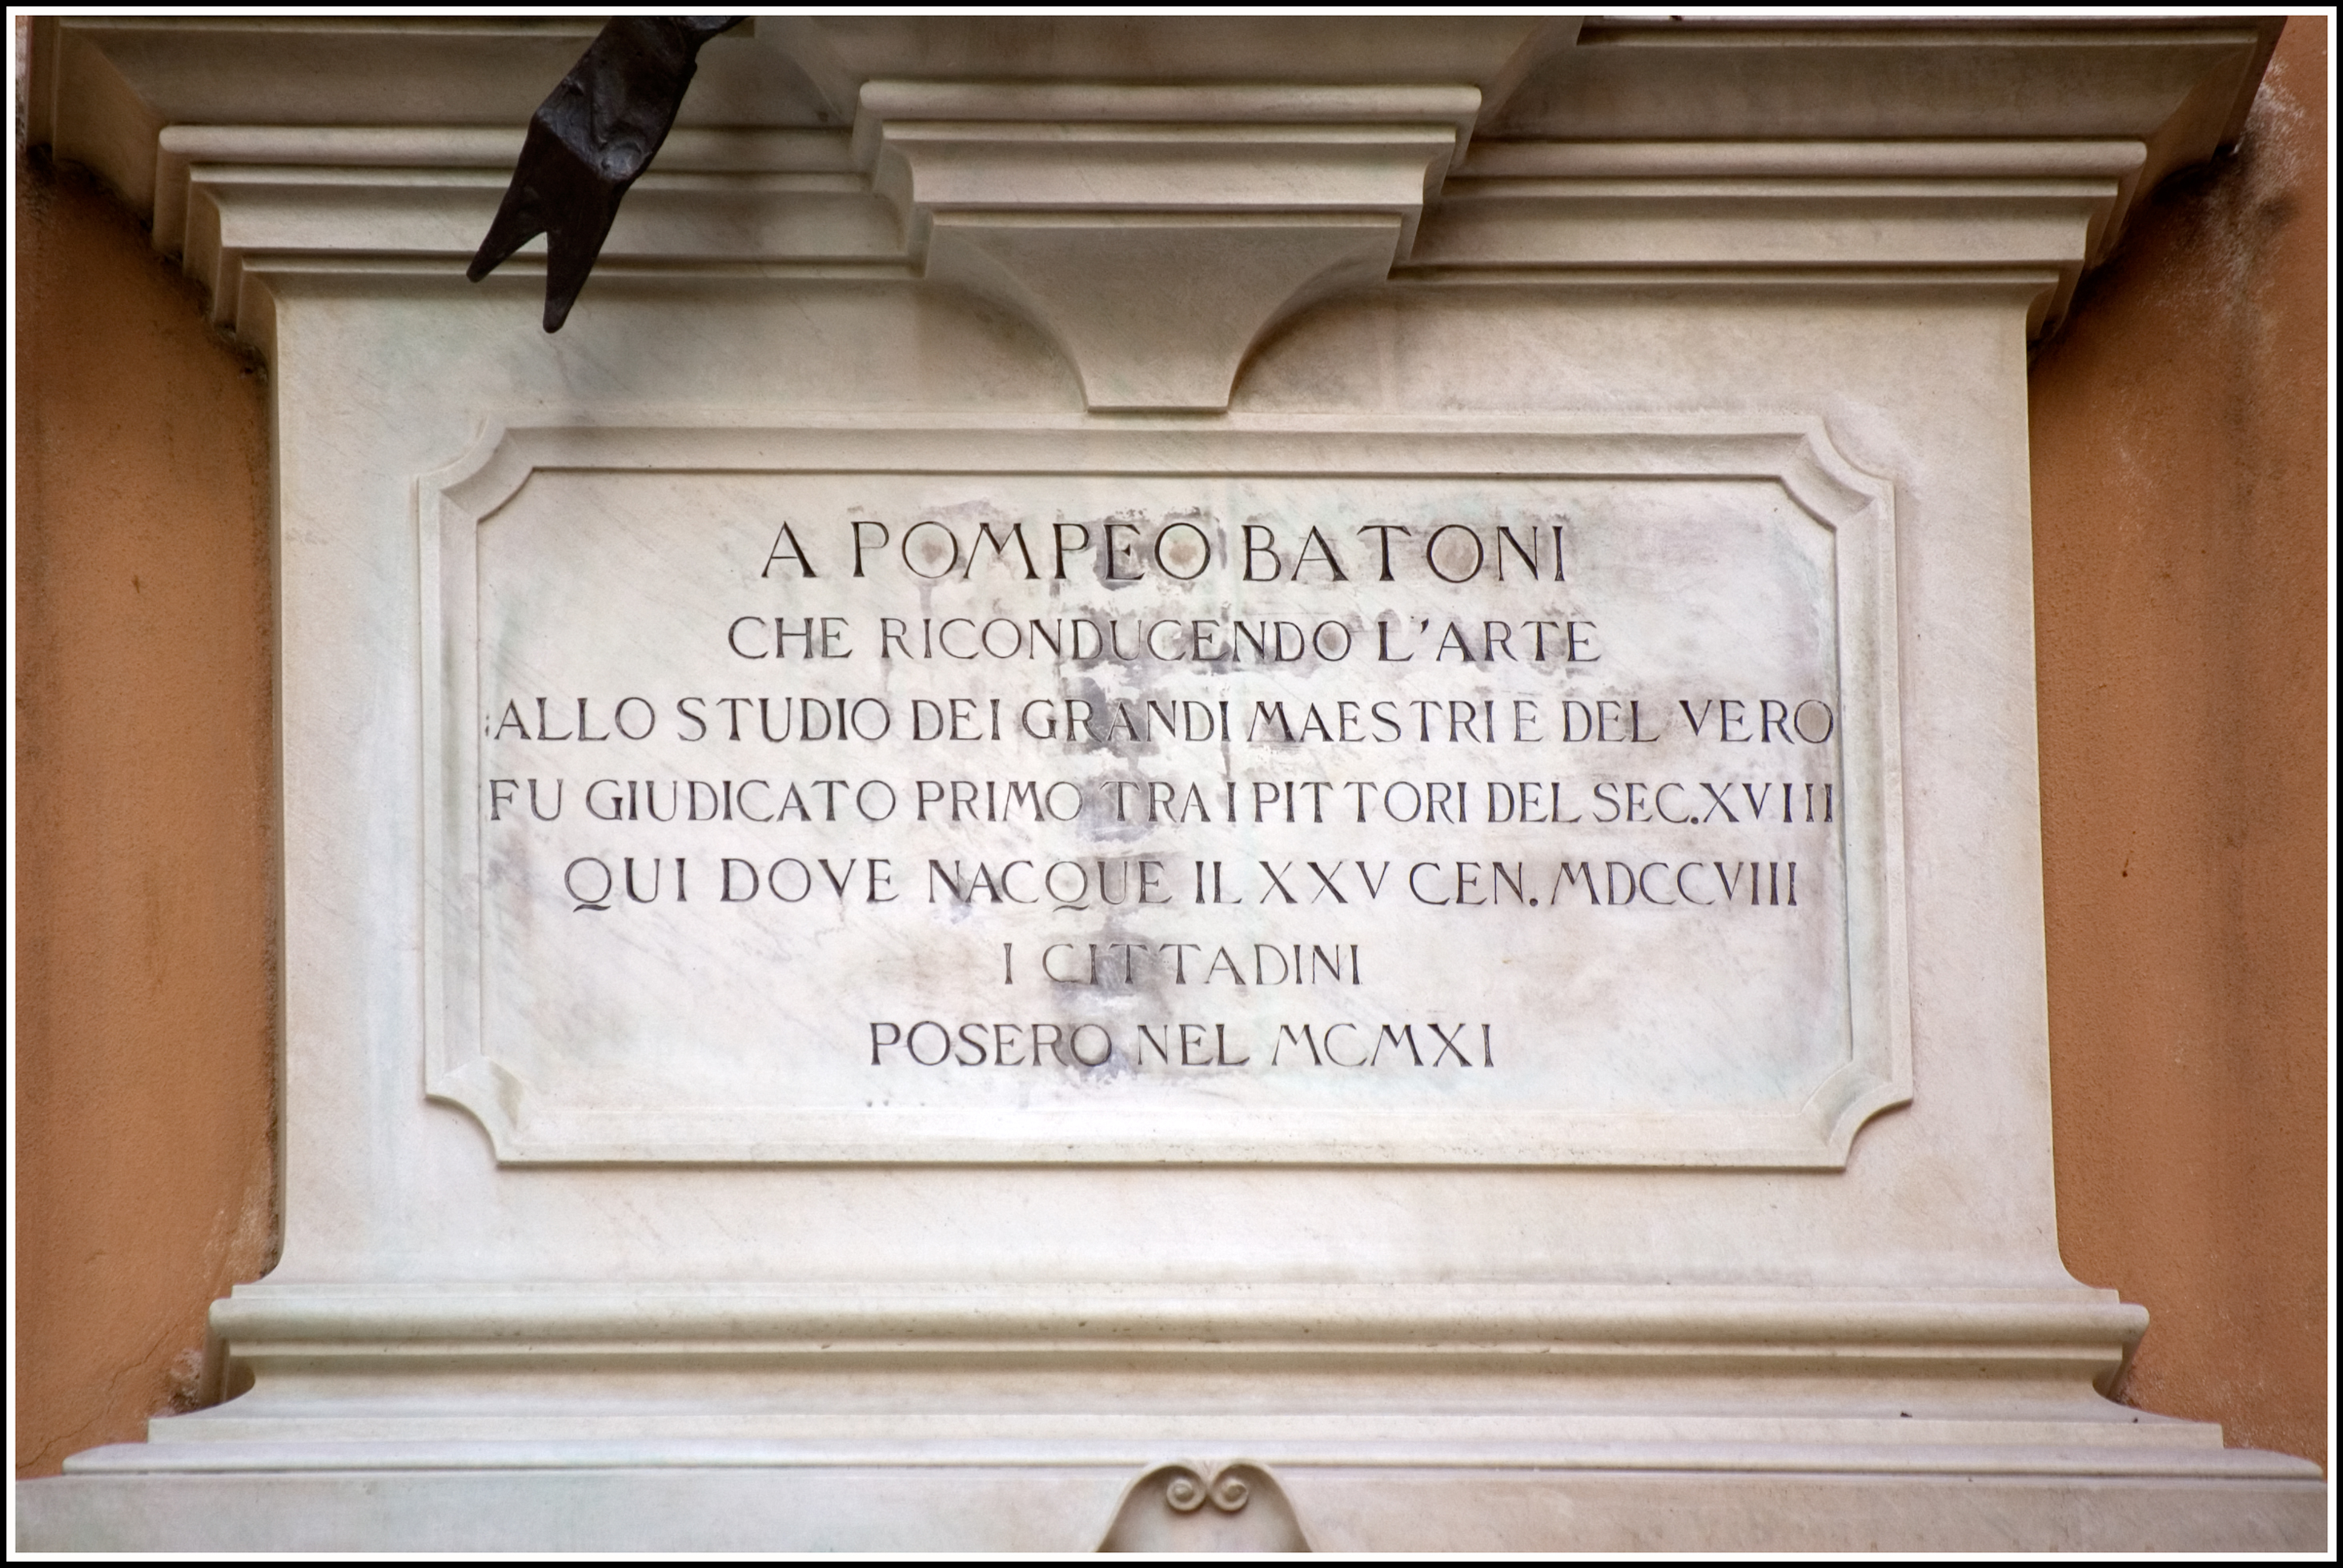 A POMPEO BATONI
CHE RICONDUCENDO L'ARTE
ALLO STUDIO DEI GRANDI MAESTRI E DEL VERO
FU GIUDICATO PRIMO TRA I PITTORI DEL SEC. XVIII
QUI DOVE NACQUE IL XXV CEN. MDCCVIII
I CITTADINI
POSERO NEL MCMXI